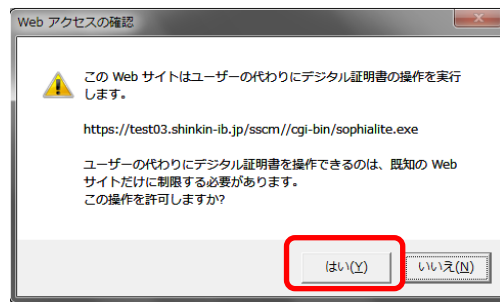 Web アクセスの確認
この Web サイトはユーザーの代わりにデジタル証明書の操作を実行
します。
https://test03.shinkin-ib.jp/sscm//cgi-bin/sophialite.exe
ユーザーの代わりにデジタル証明書を操作できるのは、既知の Web
サイトだけに制限する必要があります。
この操作を許可しますか?
はい(Y) いいえ(N)